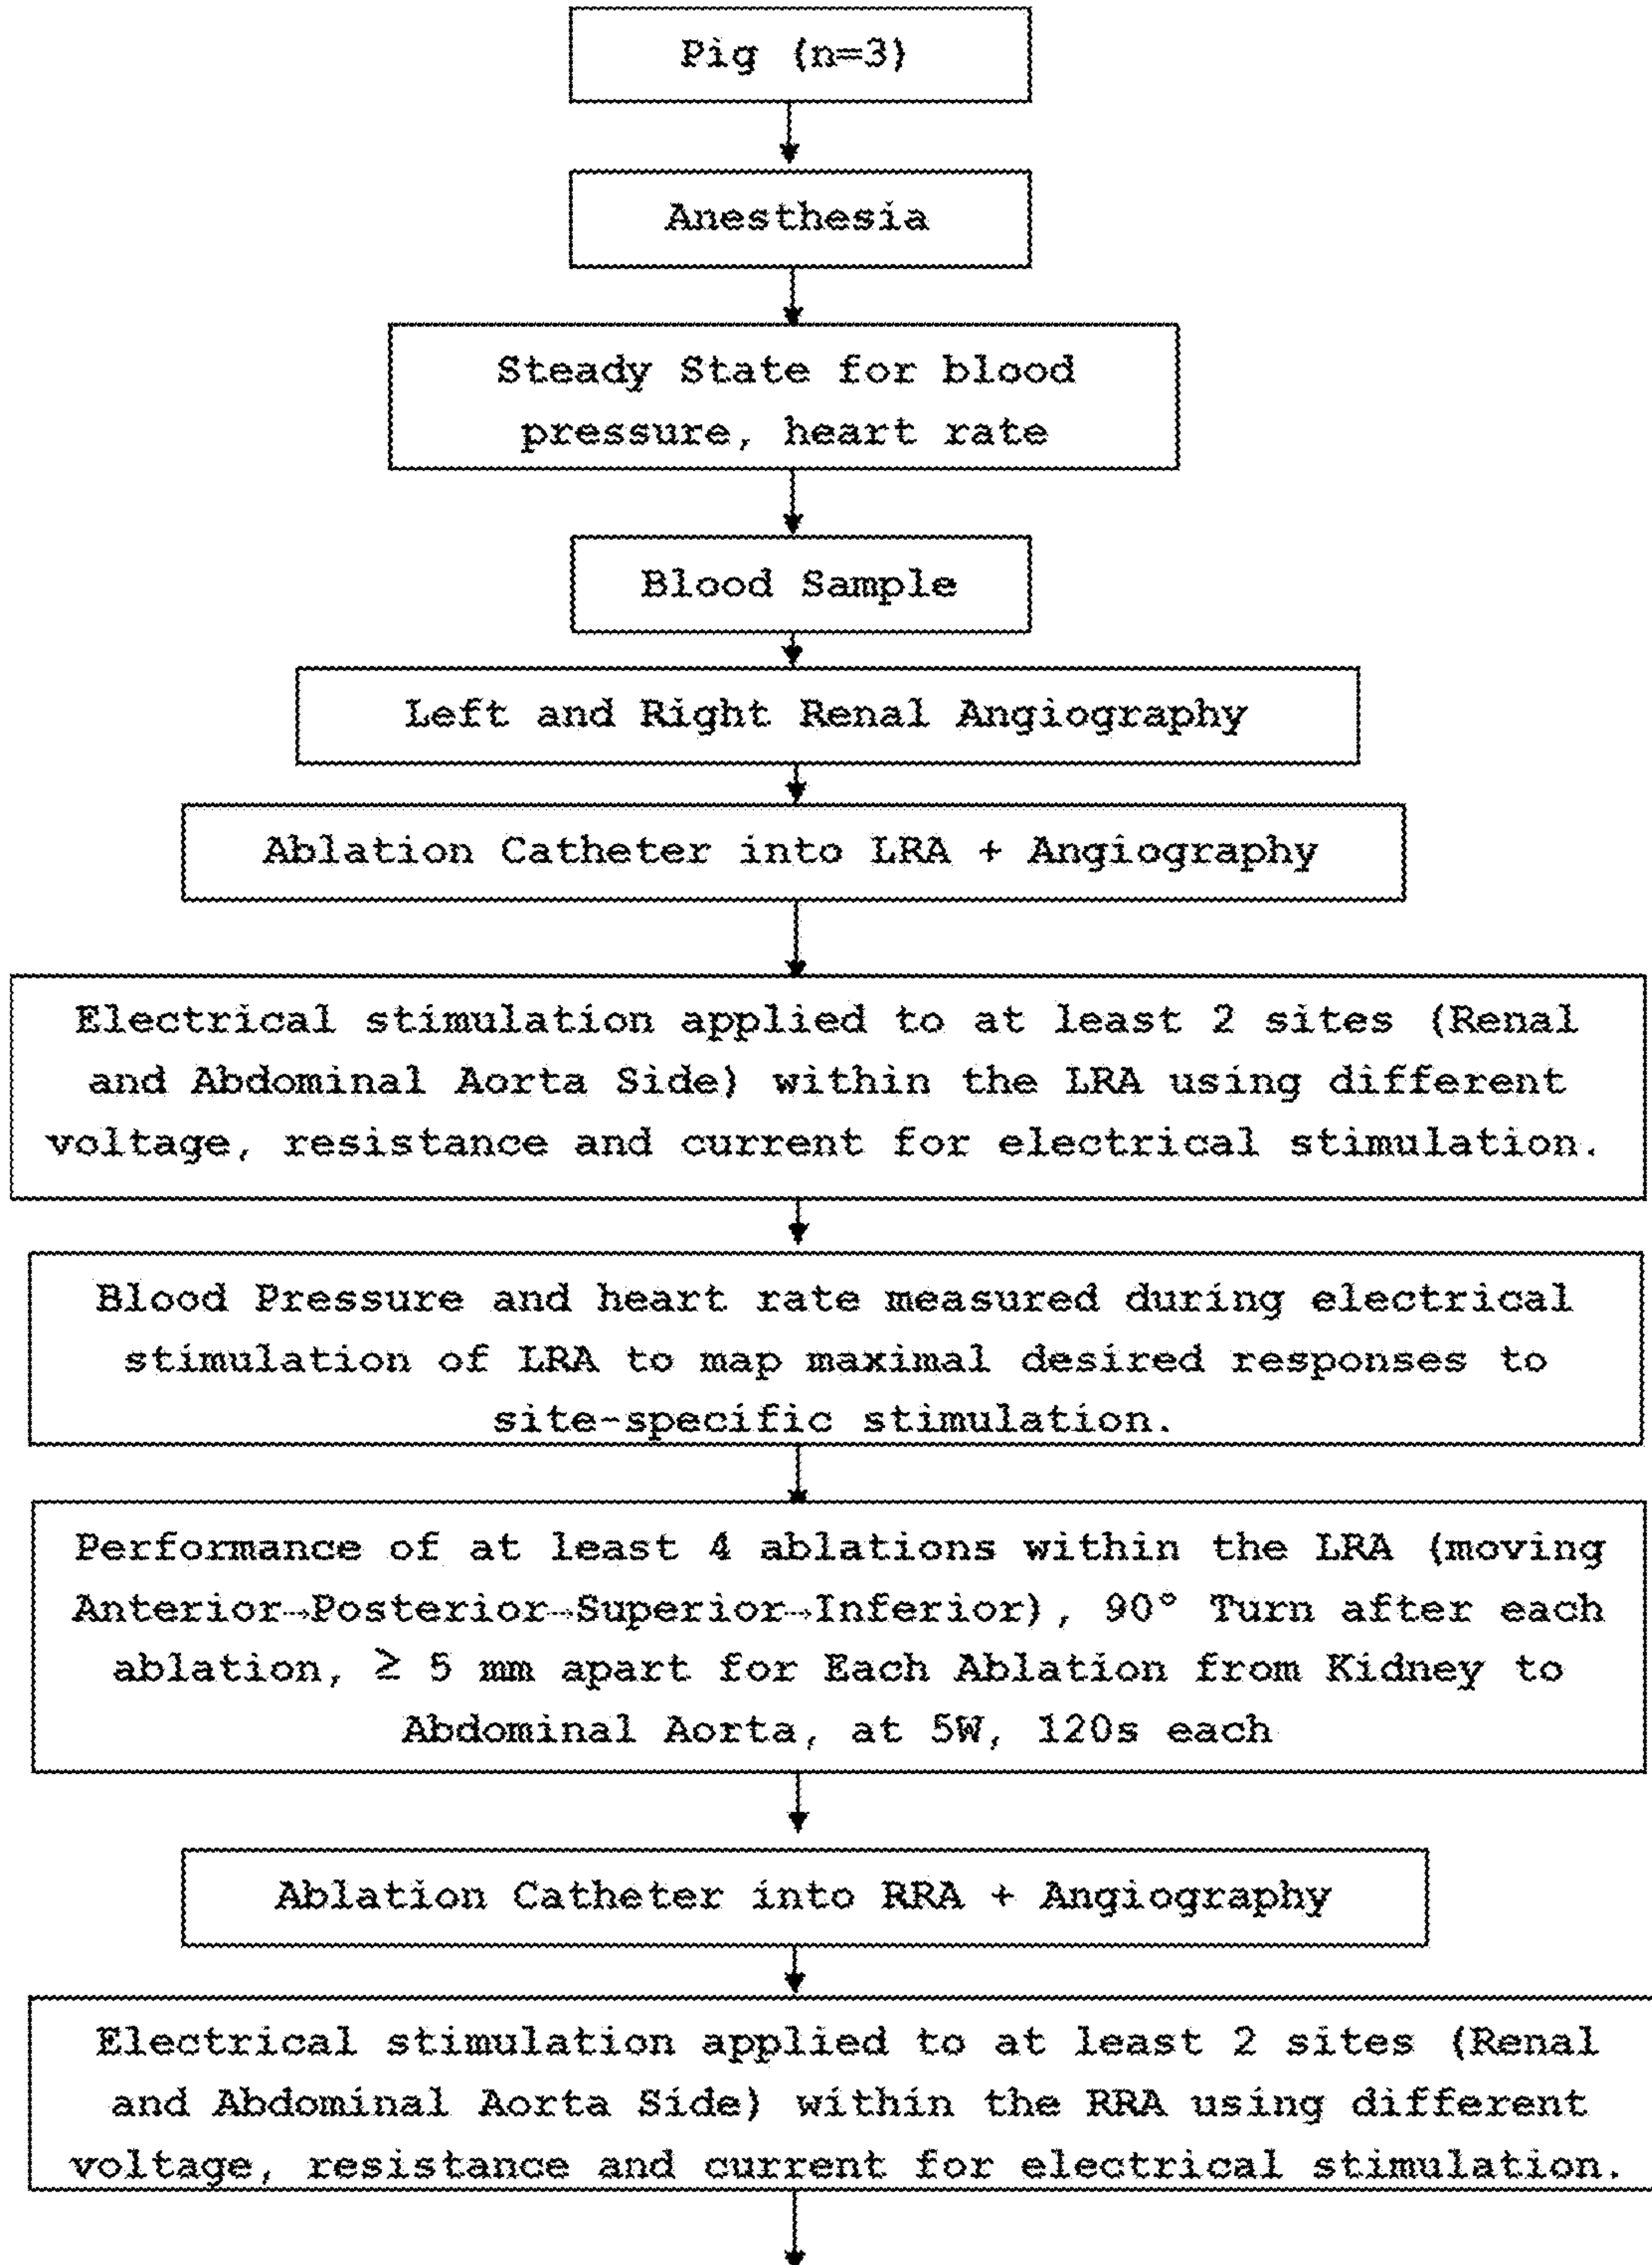 Pig (n=3)
Anesthesia
Steady State for blood
pressure, heart rate
Blood Sample
Left and Right Renal Angiography
Ablation Catheter into LRA + Angiography
Electrical stimulation applied to at least 2 sites (Renal
and Abdominal Aorta Side) within the LRA using different
voltage, resistance and current for electrical stimulation.
Blood Pressure and heart rate measured during electrical
stimulation of LRA to map maximal desired responses to
site-specific stimulation.
Performance of at least 4 ablations within the LRA (moving
Anterior→Posterior→Superior→Inferior), 90° Turn after each
ablation, ≥ 5 mm apart for Each Ablation from Kidney to
Abdominal Aorta, at 5W, 120s each
Ablation Catheter into RRA + Angiography
Electrical stimulation applied to at least 2 sites (Renal
and Abdominal Aorta Side) within the RRA using different
voltage, resistance and current for electrical stimulation.